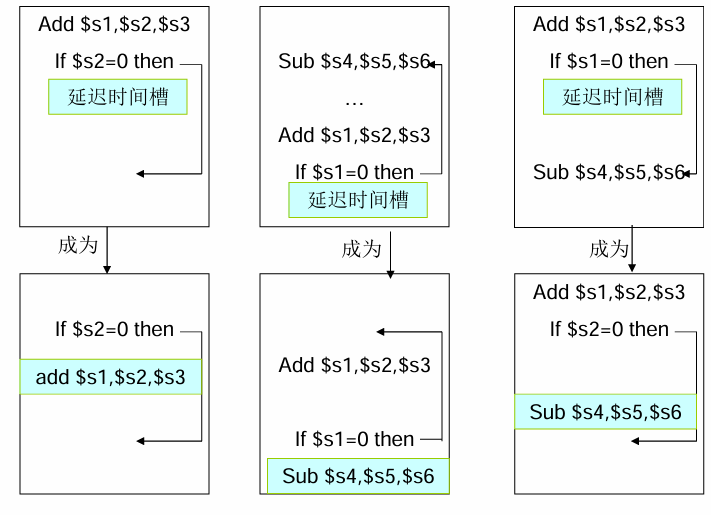 Add $s1,$s2,$s3
If $s2=0 then
延迟时间槽
成为
If $s2=0 then
add $s1,$s2,$s3
Sub $s4,$s5,$s6
…
Add $s1,$s2,$s3
If $s1=0 then
延迟时间槽
成为
Add $s1,$s2,$s3
If $s1=0 then
Sub $s4,$s5,$s6
Add $s1,$s2,$s3
If $s1=0 then
延迟时间槽
Sub $s4,$s5,$s6
成为
Add $s1,$s2,$s3
If $s2=0 then
Sub $s4,$s5,$s6